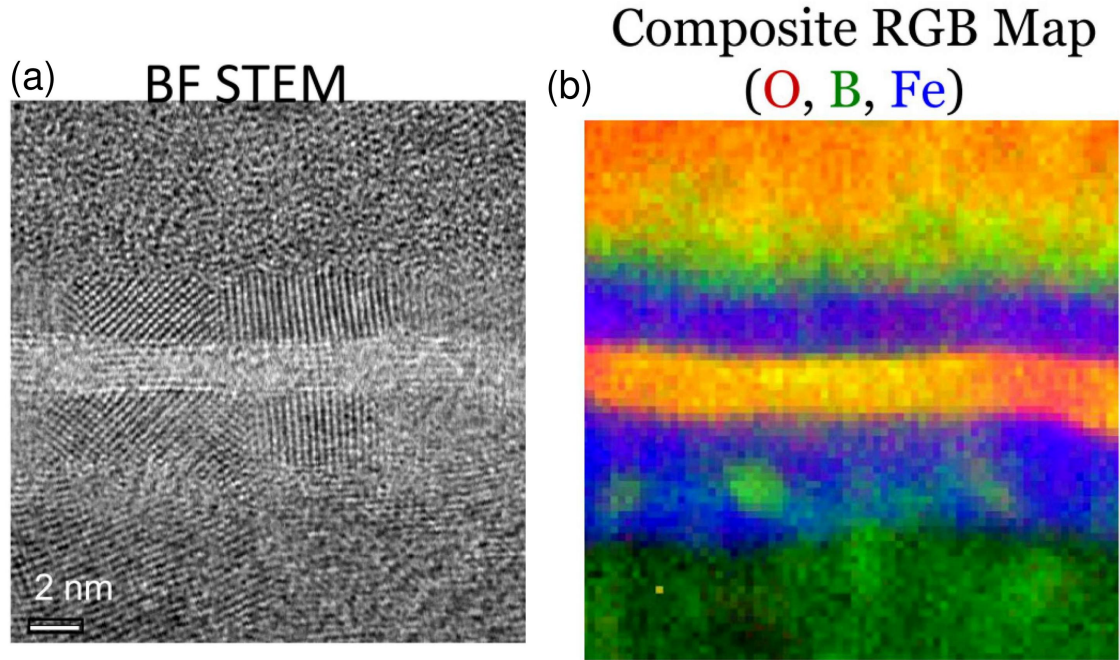 (a)
BF STEM
2 nm
Composite RGB Map
(b)
(O, B, Fe)